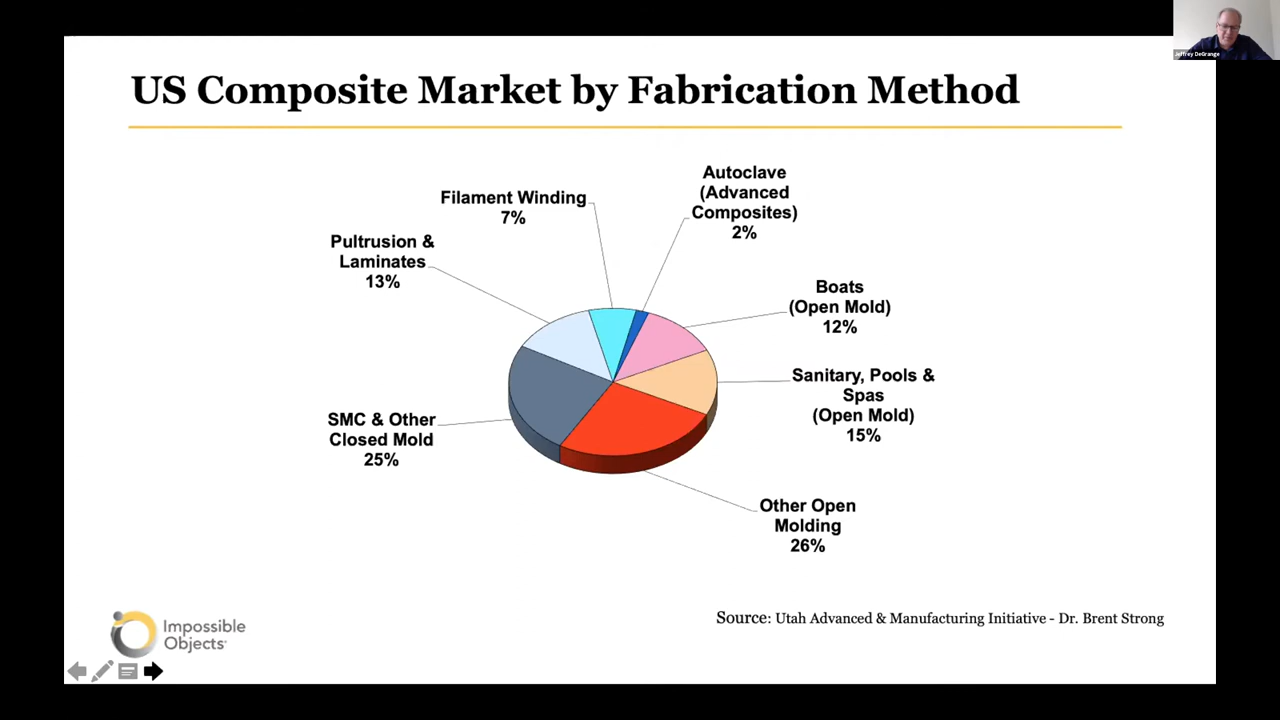 Jeffrey DeGrange
US Composite Market by Fabrication Method
Autoclave
(Advanced
Composites)
2%
Filament Winding
7%
Pultrusion &
Laminates
13%
Boats
(Open Mold)
12%
Sanitary, Pools &
Spas
(Open Mold)
15%
SMC & Other
Closed Mold
25%
Other Open
Molding
26%
Impossible
Objects
Source: Utah Advanced & Manufacturing Initiative - Dr. Brent Strong